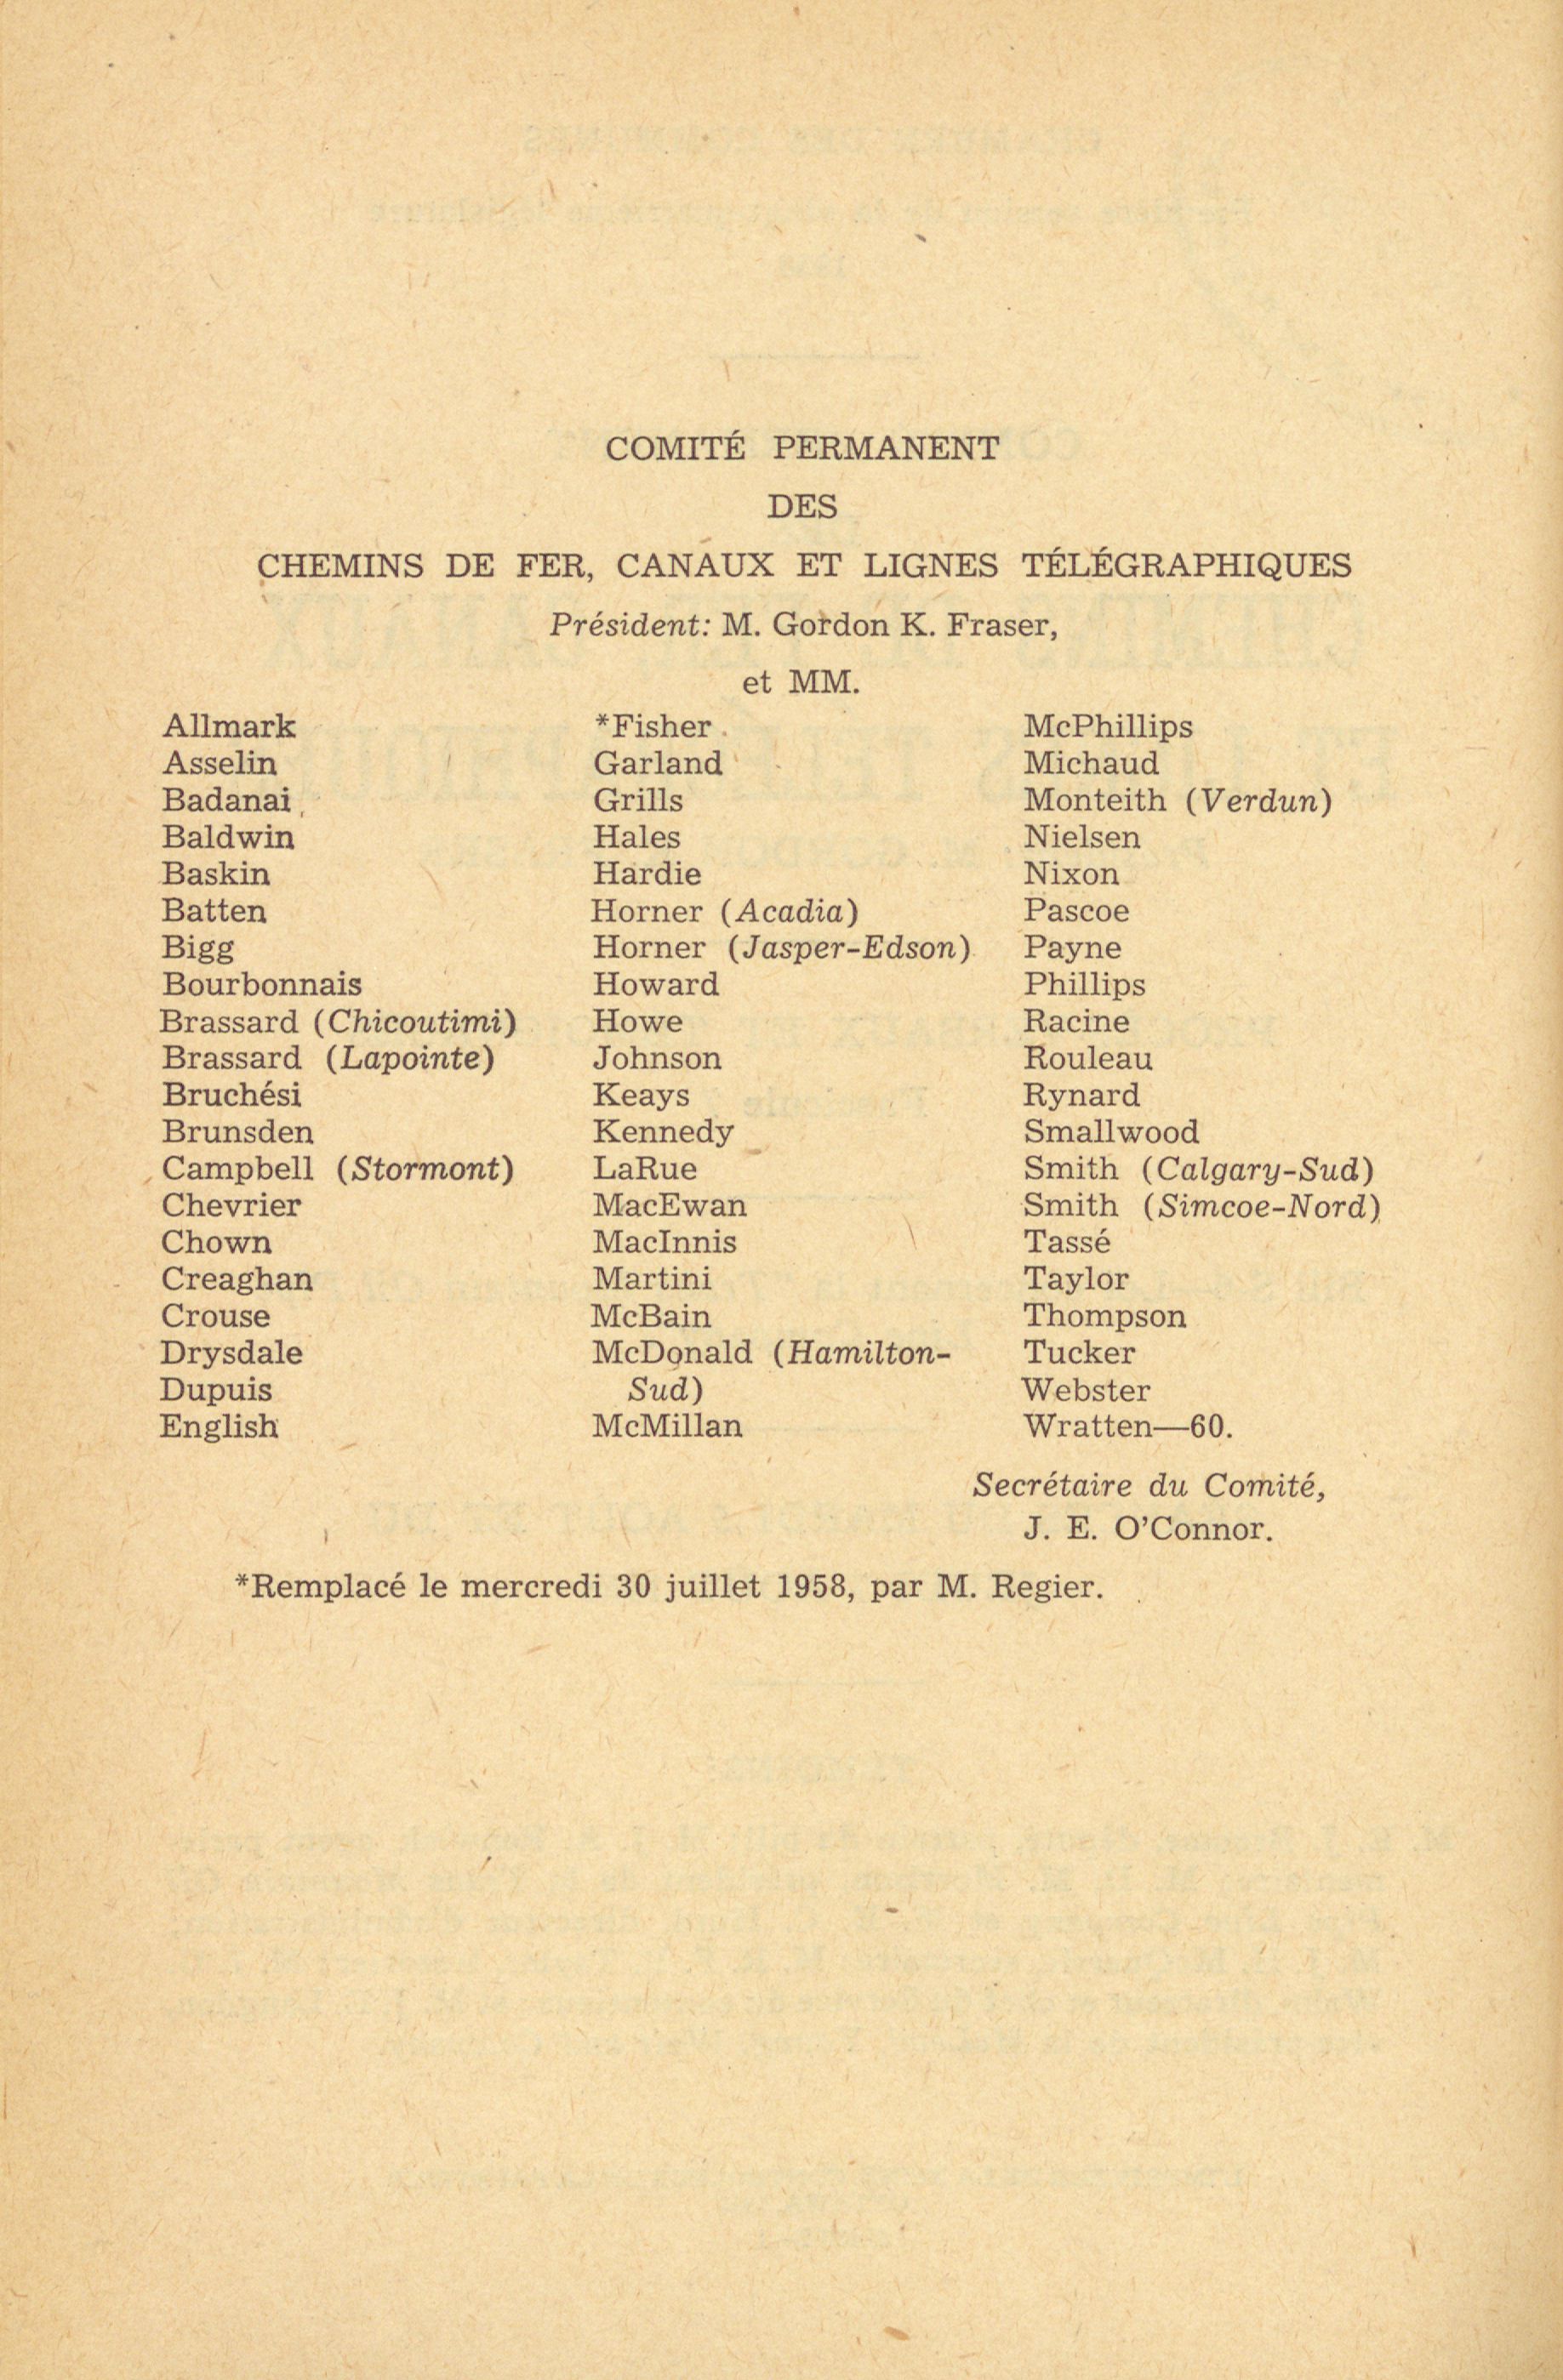 COMITÉ PERMANENT
DES
CHEMINS DE FER, CANAUX ET LIGNES TÉLÉGRAPHIQUES
Président: M. Gordon K. Fraser,
et MM.
Allmark
Asselin
Badanai
Baldwin
Baskin
Batten
Bigg
Bourbonnais
Brassard (Chicoutimi)
Brassard (Lapointe)
Bruchési
Brunsden
Campbell (Stormont)
Chevrier
Chown
Creaghan
Crouse
Drysdale
Dupuis
English
*Fisher
Garland
Grills
Hales
Hardie
Horner (Acadia)
Horner (Jasper-Edson)
Howard
Howe
Johnson
Keays
Kennedy
LaRue
MacEwan
MacInnis
Martini
McBain
McDonald (Hamilton-
Sud)
McMillan
McPhillips
Michaud
Monteith (Verdun)
Nielsen
Nixon
Pascoe
Payne
Phillips
Racine
Rouleau
Rynard
Smallwood
Smith (Calgary-Sud)
Smith (Simcoe-Nord)
Tassé
Taylor
Thompson
Tucker
Webster
Wratten—60.
Secrétaire du Comité,
J. E. O'Connor.
*Remplacé le mercredi 30 juillet 1958, par M. Regier.